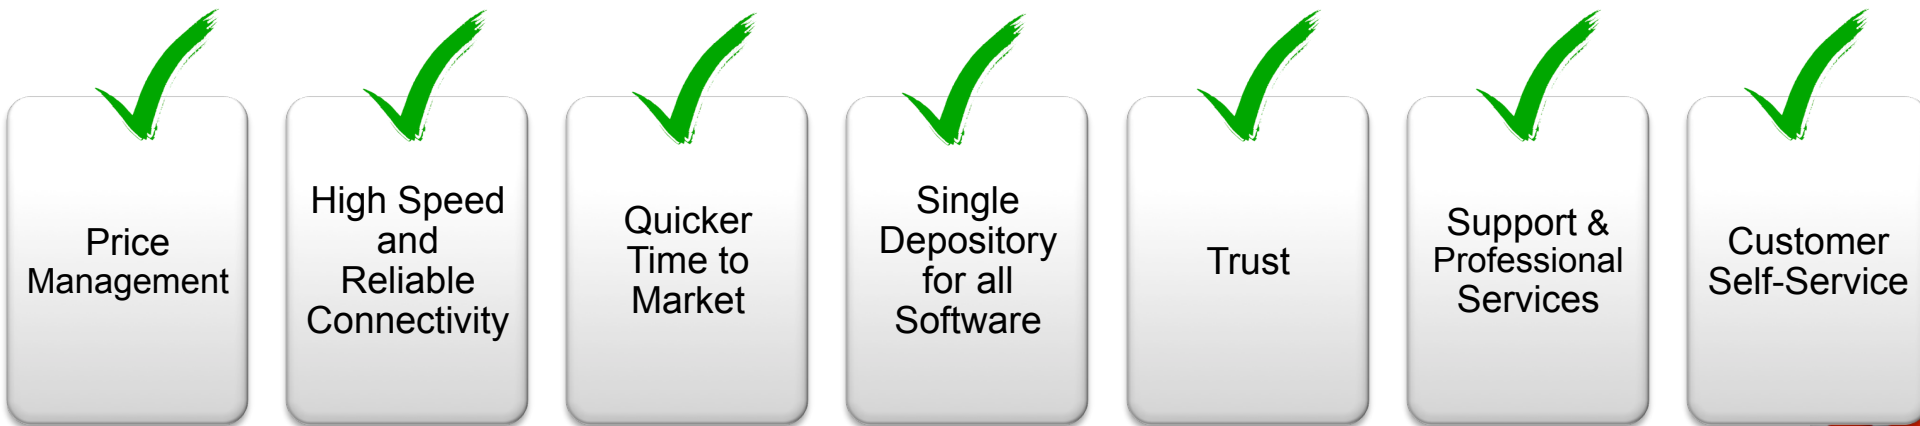 Price
Management
High Speed
and
Reliable
Connectivity
Quicker
Time to
Market
Single
Depository
for all
Software
Trust
Support &
Professional
Services
Customer
Self-Service